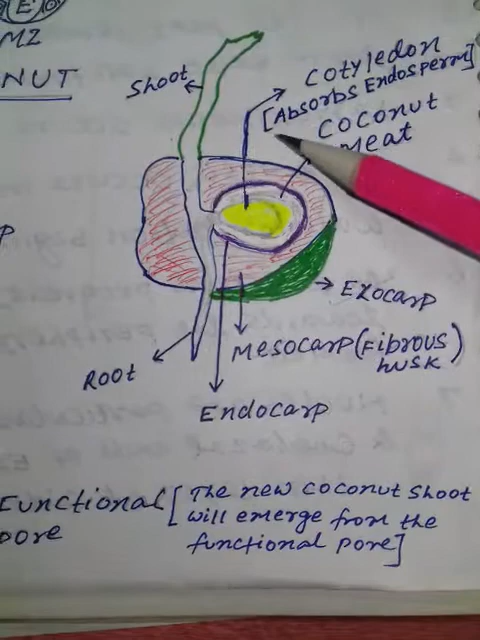 E
MZ
NUT
Shoot
Cotyledon
[Absorbs Endosperm]
Coconut
meat
P
Exocarp
Mesocarp (Fibrous
husk)
Root
Endocarp
Functional [The new coconut shoot
pore will emerge from the
functional pore]